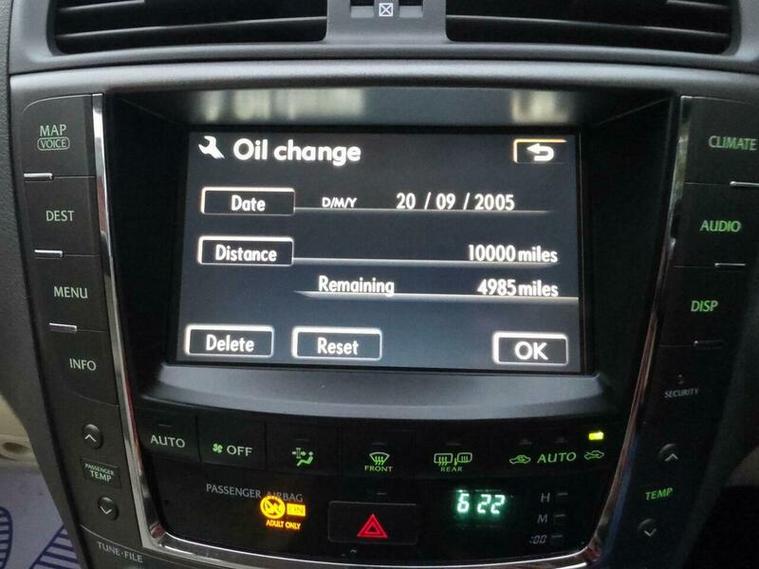 MAP
VOICE
DEST
MENU
INFO
Oil change
Date D/M/Y 20 / 09 / 2005
Distance 10000 miles
Remaining 4985 miles
Delete Reset OK
CLIMATE
AUDIO
DISP
SECURITY
AUTO OFF FRONT REAR AUTO
PASSENGER
TEMP
PASSENGER AIRBAG
ON
ADULT ONLY
6:22
H
M
:00
TEMP
TUNE·FILE